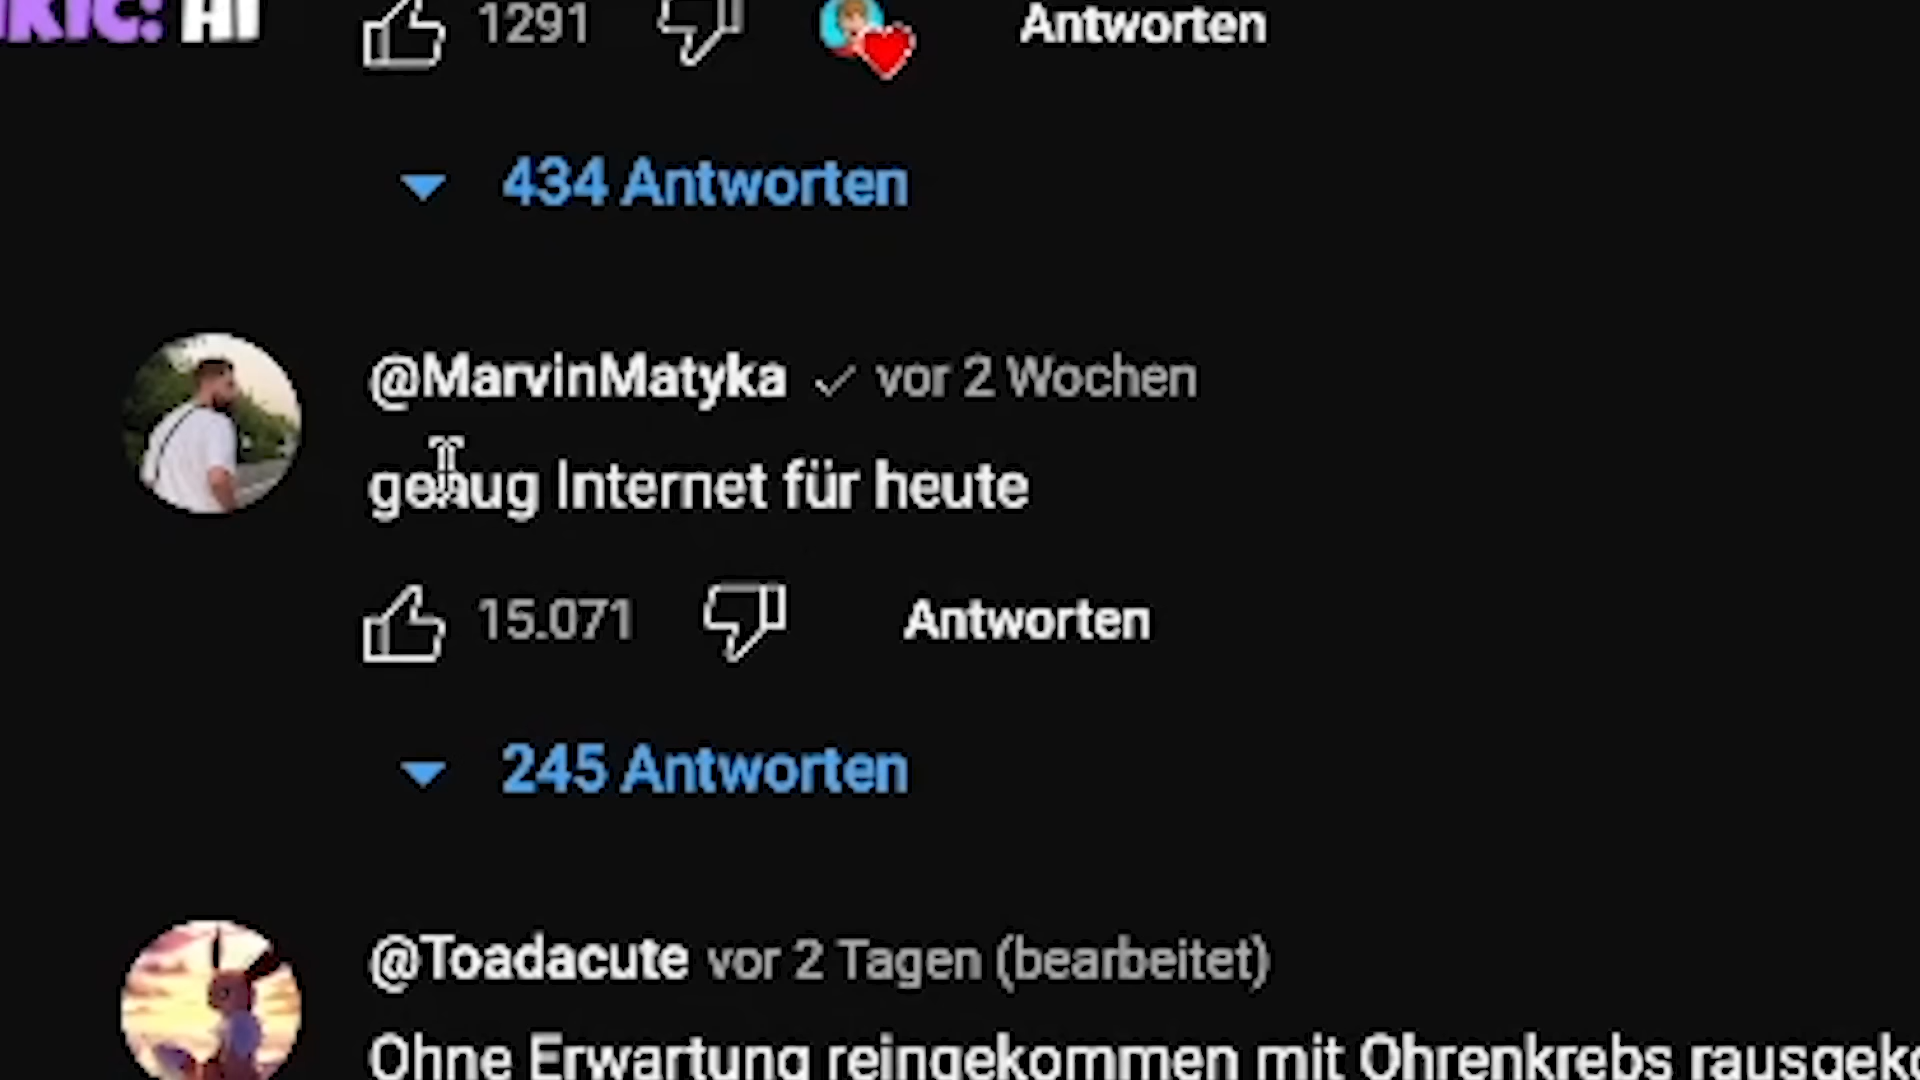 HI 1291 Antworten
434 Antworten
@MarvinMatyka vor 2 Wochen
genug Internet für heute
15.071 Antworten
245 Antworten
@Toadacute vor 2 Tagen (bearbeitet)
Ohne Erwartung reingekommen mit Ohrenkrebs